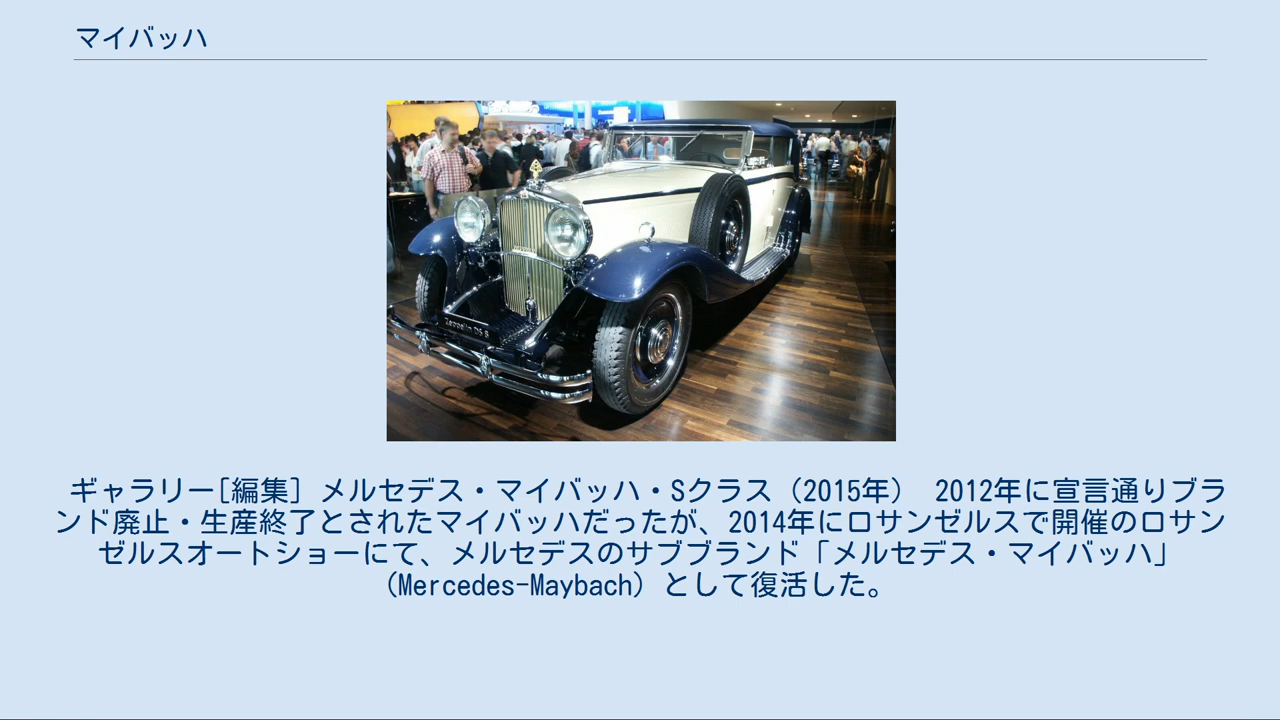 マイバッハ
Zeppelin DS 8
ギャラリー[編集] メルセデス・マイバッハ・Sクラス（2015年） 2012年に宣言通りブラ
ンド廃止・生産終了とされたマイバッハだったが、2014年にロサンゼルスで開催のロサン
ゼルスオートショーにて、メルセデスのサブブランド「メルセデス・マイバッハ」
（Mercedes-Maybach）として復活した。